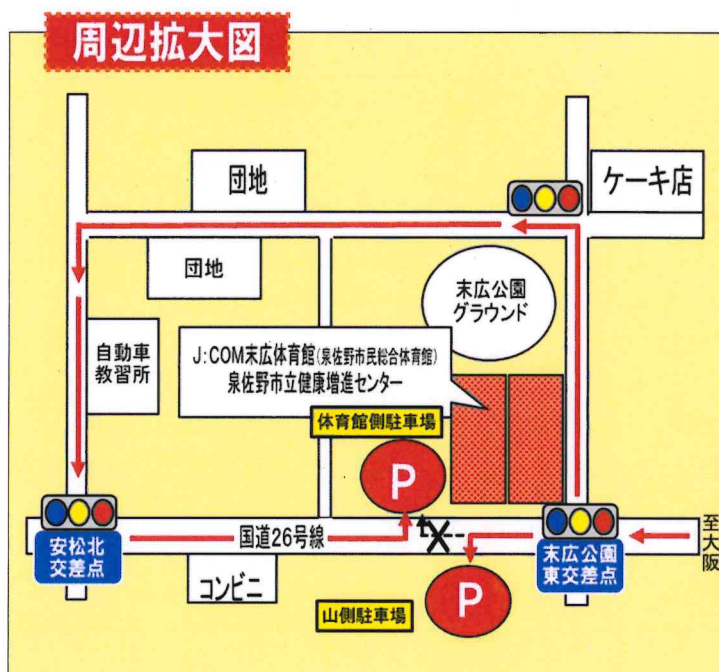 周辺拡大図
団地
ケーキ店
団地
末広公園
グラウンド
自動車
教習所
J:COM末広体育館(泉佐野市民総合体育館)
泉佐野市立健康増進センター
体育館側駐車場
P
安松北
交差点
国道26号線
末広公園
東交差点
至大阪
コンビニ
山側駐車場
P